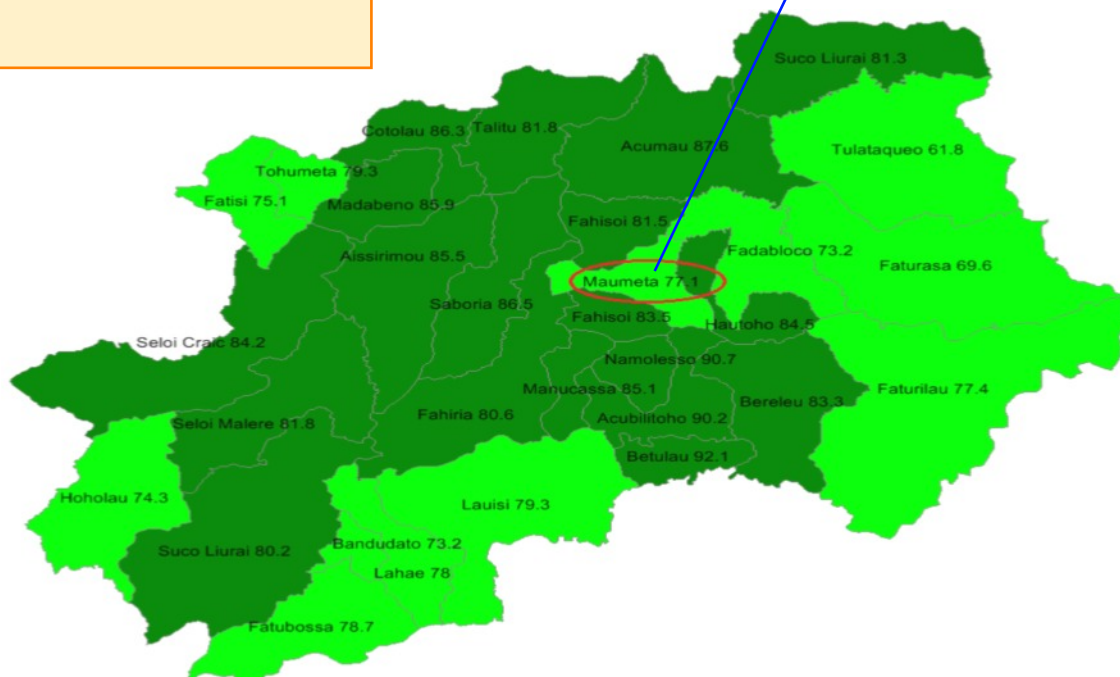 Suco Liurai 81.3
Cotolau 86.3
Talitu 81.8
Acumau 87.6
Tulataqueo 61.8
Tohumeta 79.3
Fatisi 75.1
Madabeno 85.9
Fahisoi 81.5
Fadabloco 73.2
Aissirimou 85.5
Faturasa 69.6
Maumeta 77.1
Saboria 86.5
Fahisoi 83.5
Hautoho 84.5
Seloi Craic 84.2
Namolesso 90.7
Manucassa 85.1
Faturilau 77.4
Bereleu 83.3
Fahiria 80.6
Acubilitoho 90.2
Seloi Malere 81.8
Betulau 92.1
Hoholau 74.3
Lauisi 79.3
Bandudato 73.2
Suco Liurai 80.2
Lahae 78
Fatubossa 78.7